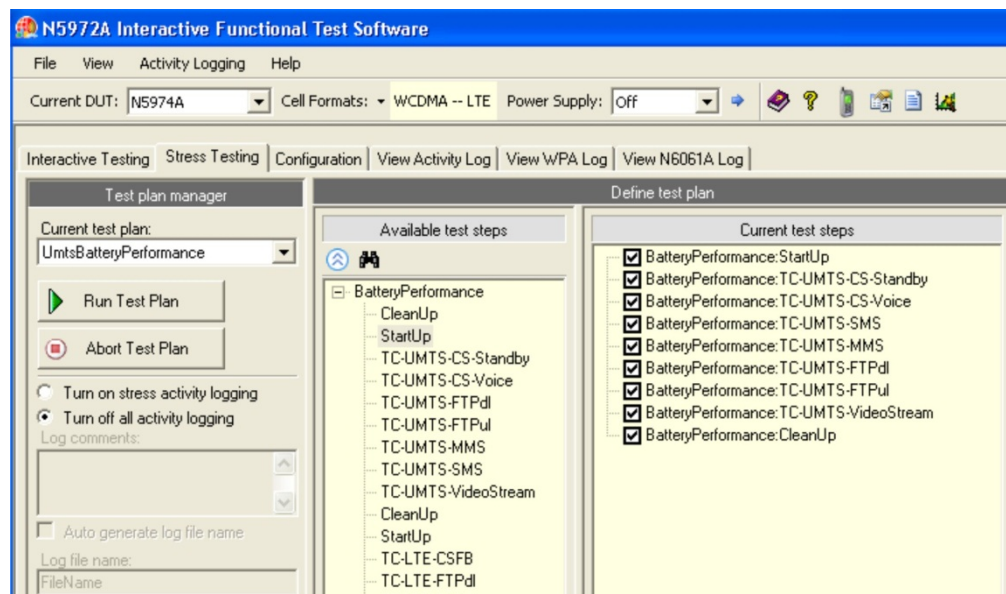 N5972A Interactive Functional Test Software
File View Activity Logging Help
Current DUT: N5974A Cell Formats: WCDMA -- LTE Power Supply: Off
Interactive Testing Stress Testing Configuration View Activity Log View WPA Log View N6061A Log
Test plan manager
Current test plan:
UmtsBatteryPerformance
Run Test Plan
Abort Test Plan
Turn on stress activity logging
Turn off all activity logging
Log comments:
Auto generate log file name
Log file name:
FileName
Define test plan
Available test steps
BatteryPerformance
CleanUp
StartUp
TC-UMTS-CS-Standby
TC-UMTS-CS-Voice
TC-UMTS-FTPdl
TC-UMTS-FTPul
TC-UMTS-MMS
TC-UMTS-SMS
TC-UMTS-VideoStream
CleanUp
StartUp
TC-LTE-CSFB
TC-LTE-FTPdl
Current test steps
BatteryPerformance:StartUp
BatteryPerformance:TC-UMTS-CS-Standby
BatteryPerformance:TC-UMTS-CS-Voice
BatteryPerformance:TC-UMTS-SMS
BatteryPerformance:TC-UMTS-MMS
BatteryPerformance:TC-UMTS-FTPdl
BatteryPerformance:TC-UMTS-FTPul
BatteryPerformance:TC-UMTS-VideoStream
BatteryPerformance:CleanUp